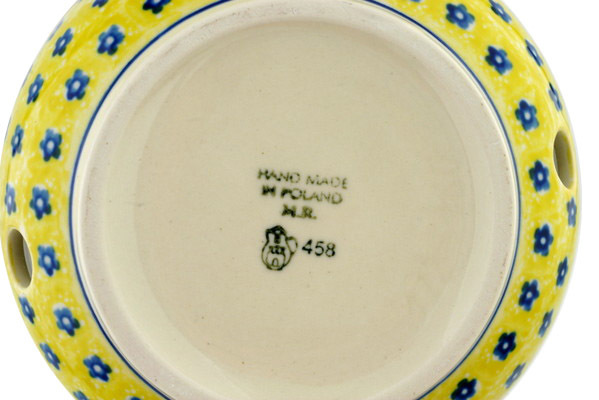 HAND MADE
IN POLAND
M.R.
458